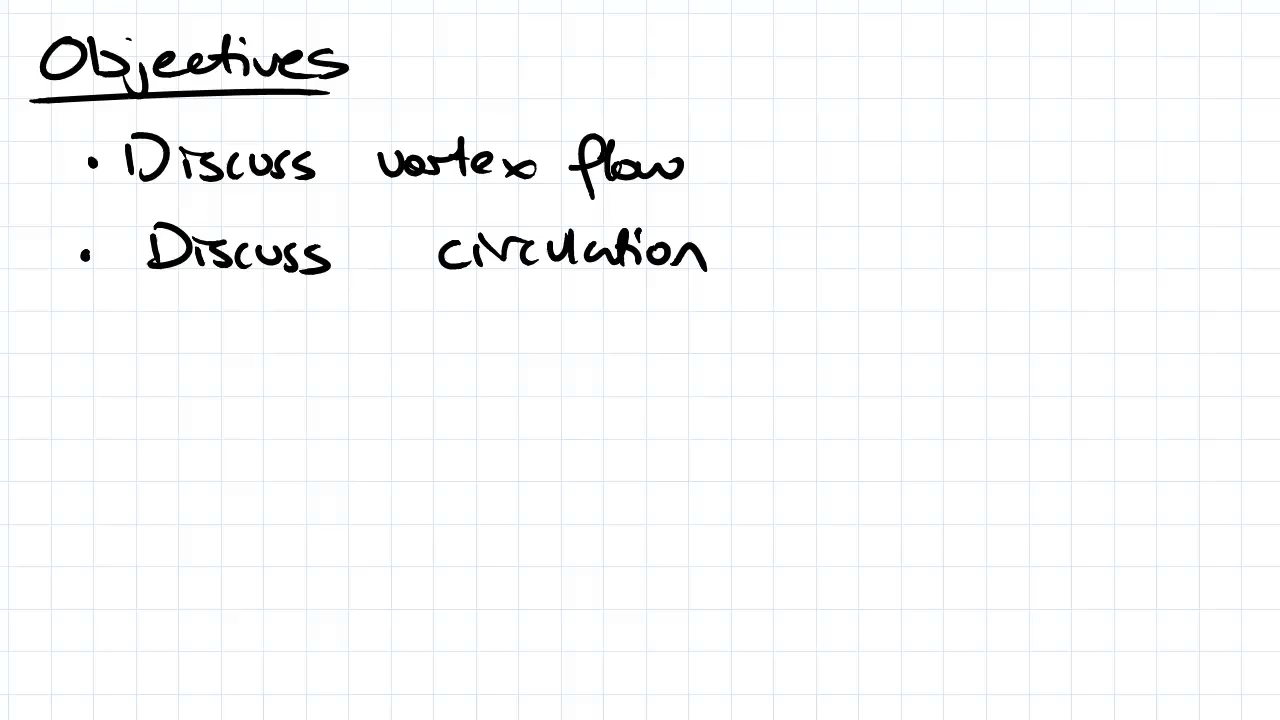 Objectives
• Discuss vortex flow
• Discuss circulation